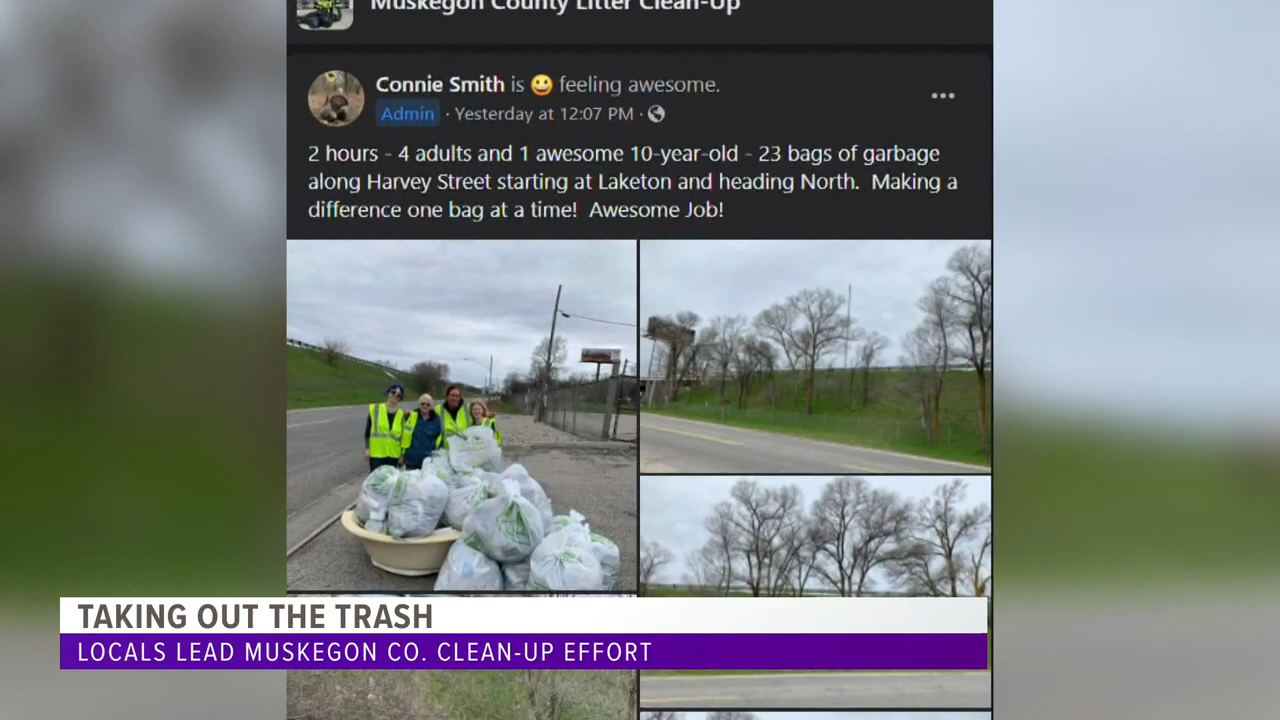 Muskegon County Litter Clean-Up
Connie Smith is 😀 feeling awesome.
Admin · Yesterday at 12:07 PM ·
2 hours - 4 adults and 1 awesome 10-year-old - 23 bags of garbage
along Harvey Street starting at Laketon and heading North.  Making a
difference one bag at a time!  Awesome Job!
TAKING OUT THE TRASH
LOCALS LEAD MUSKEGON CO. CLEAN-UP EFFORT